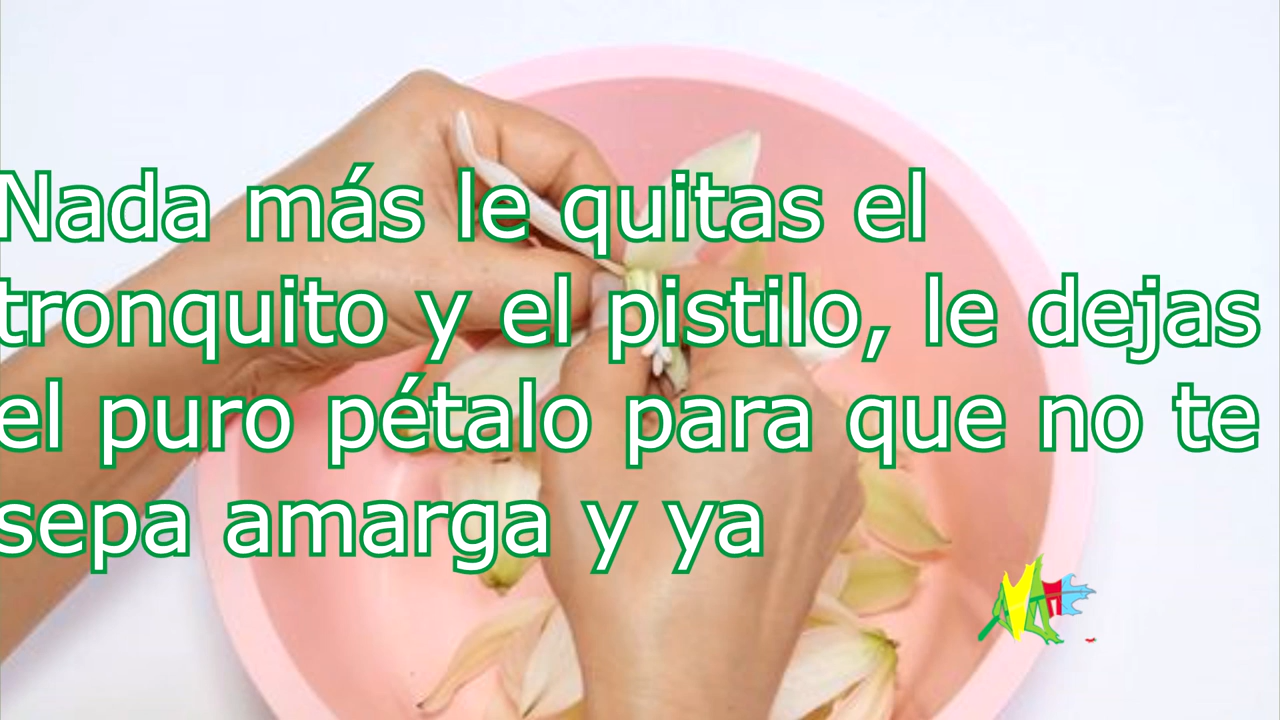 Nada más le quitas el
tronquito y el pistilo, le dejas
el puro pétalo para que no te
sepa amarga y ya